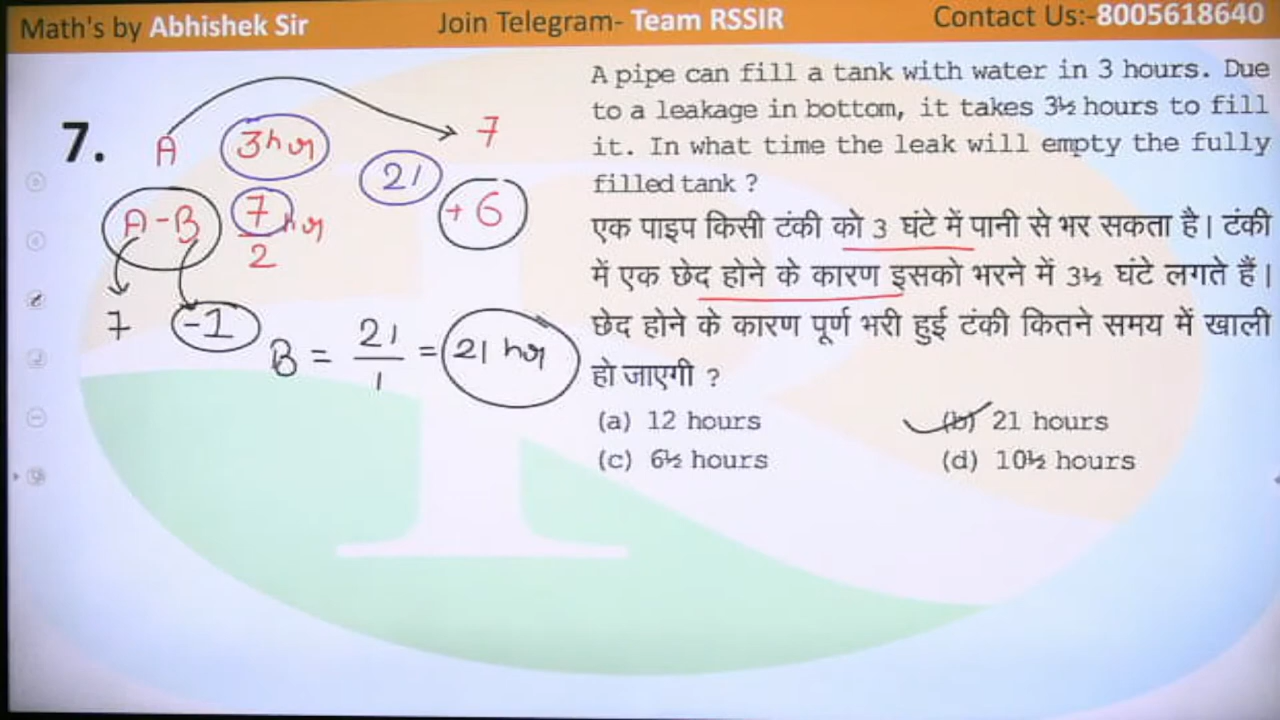 Math's by Abhishek Sir
Join Telegram- Team RSSIR
Contact Us:-8005618640
7.
A 3hr 7
21
A-B 7/2 hr +6
7 -1
B = 21/1 = 21 hr
A pipe can fill a tank with water in 3 hours. Due
to a leakage in bottom, it takes 3½ hours to fill
it. In what time the leak will empty the fully
filled tank ?
एक पाइप किसी टंकी को 3 घंटे में पानी से भर सकता है। टंकी
में एक छेद होने के कारण इसको भरने में 3½ घंटे लगते हैं।
छेद होने के कारण पूर्ण भरी हुई टंकी कितने समय में खाली
हो जाएगी ?
(a) 12 hours (b) 21 hours
(c) 6½ hours (d) 10½ hours